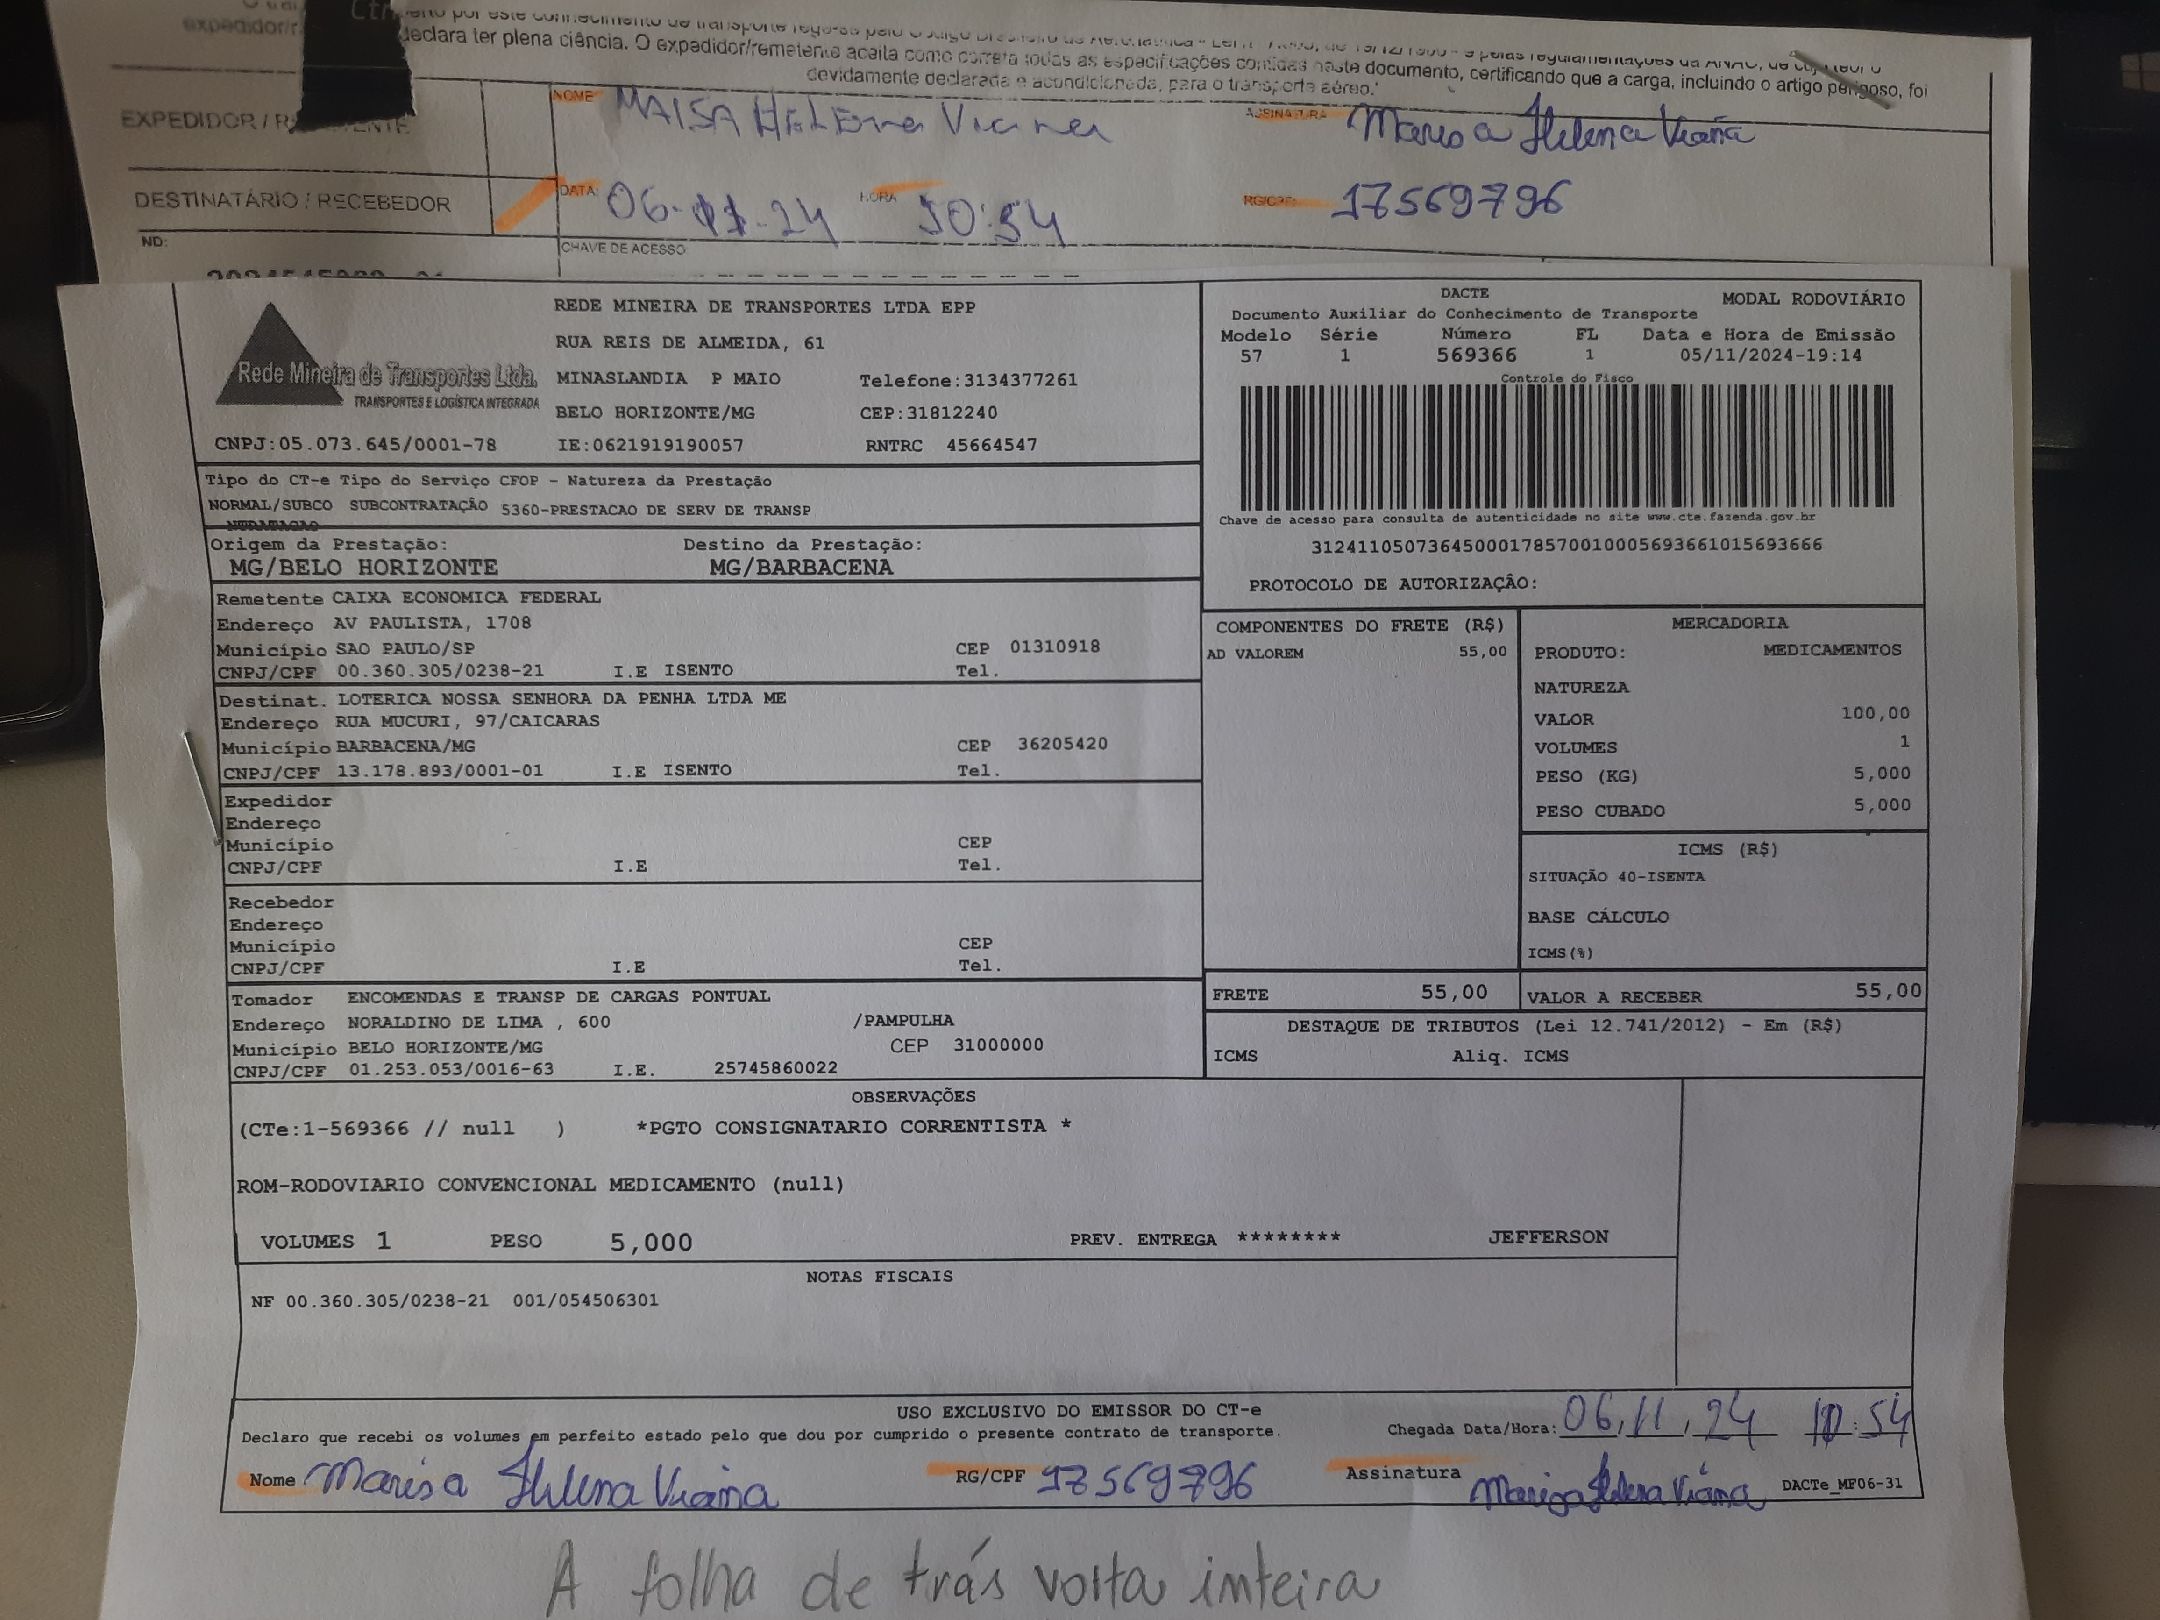 declara ter plena ciência. O expedidor/remetente aceita como correta todas as especificações contidas neste documento, certificando que a carga, incluindo o artigo perigoso, foi
devidamente declarada e acondicionada, para o transporte aéreo.'
EXPEDIDOR /
NOME MAISA HELEna Viana ASSINATURA Marisa Helena Viana
DESTINATÁRIO / RECEBEDOR
DATA: 06-11-24 HORA 10:54 RG/CPF: 17569796
ND:
CHAVE DE ACESSO
Rede Mineira de Transportes Ltda.
TRANSPORTES E LOGÍSTICA INTEGRADA
REDE MINEIRA DE TRANSPORTES LTDA EPP
RUA REIS DE ALMEIDA, 61
MINASLANDIA P MAIO Telefone:3134377261
BELO HORIZONTE/MG CEP:31812240
CNPJ:05.073.645/0001-78 IE:0621919190057 RNTRC 45664547
DACTE MODAL RODOVIÁRIO
Documento Auxiliar do Conhecimento de Transporte
Modelo Série Número FL Data e Hora de Emissão
57 1 569366 1 05/11/2024-19:14
Controle do Fisco
Chave de acesso para consulta de autenticidade no site www.cte.fazenda.gov.br
31241105073645000178570010005693661015693666
PROTOCOLO DE AUTORIZAÇÃO:
Tipo do CT-e Tipo do Serviço CFOP - Natureza da Prestação
NORMAL/SUBCO SUBCONTRATAÇÃO 5360-PRESTACAO DE SERV DE TRANSP
NTRATAÇÃO
Origem da Prestação: Destino da Prestação:
MG/BELO HORIZONTE MG/BARBACENA
Remetente CAIXA ECONOMICA FEDERAL
Endereço AV PAULISTA, 1708
Município SAO PAULO/SP CEP 01310918
CNPJ/CPF 00.360.305/0238-21 I.E ISENTO Tel.
Destinat. LOTERICA NOSSA SENHORA DA PENHA LTDA ME
Endereço RUA MUCURI, 97/CAICARAS
Município BARBACENA/MG CEP 36205420
CNPJ/CPF 13.178.893/0001-01 I.E ISENTO Tel.
Expedidor
Endereço
Município CEP
CNPJ/CPF I.E Tel.
Recebedor
Endereço
Município CEP
CNPJ/CPF I.E Tel.
Tomador ENCOMENDAS E TRANSP DE CARGAS PONTUAL
Endereço NORALDINO DE LIMA , 600 /PAMPULHA
Município BELO HORIZONTE/MG CEP 31000000
CNPJ/CPF 01.253.053/0016-63 I.E. 25745860022
COMPONENTES DO FRETE (R$)
AD VALOREM 55,00
MERCADORIA
PRODUTO: MEDICAMENTOS
NATUREZA
VALOR 100,00
VOLUMES 1
PESO (KG) 5,000
PESO CUBADO 5,000
ICMS (R$)
SITUAÇÃO 40-ISENTA
BASE CÁLCULO
ICMS(%)
FRETE 55,00 VALOR A RECEBER 55,00
DESTAQUE DE TRIBUTOS (Lei 12.741/2012) - Em (R$)
ICMS Aliq. ICMS
OBSERVAÇÕES
(CTe:1-569366 // null ) *PGTO CONSIGNATARIO CORRENTISTA *
ROM-RODOVIARIO CONVENCIONAL MEDICAMENTO (null)
VOLUMES 1 PESO 5,000 PREV. ENTREGA ******** JEFFERSON
NOTAS FISCAIS
NF 00.360.305/0238-21 001/054506301
USO EXCLUSIVO DO EMISSOR DO CT-e
Declaro que recebi os volumes em perfeito estado pelo que dou por cumprido o presente contrato de transporte. Chegada Data/Hora: 06/11/24 10:54
Nome Marisa Helena Viana RG/CPF 17569796 Assinatura Marisa Helena Viana DACTe_MF06-31
A folha de trás volta inteira